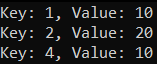 Key: 1, Value: 10
Key: 2, Value: 20
Key: 4, Value: 10